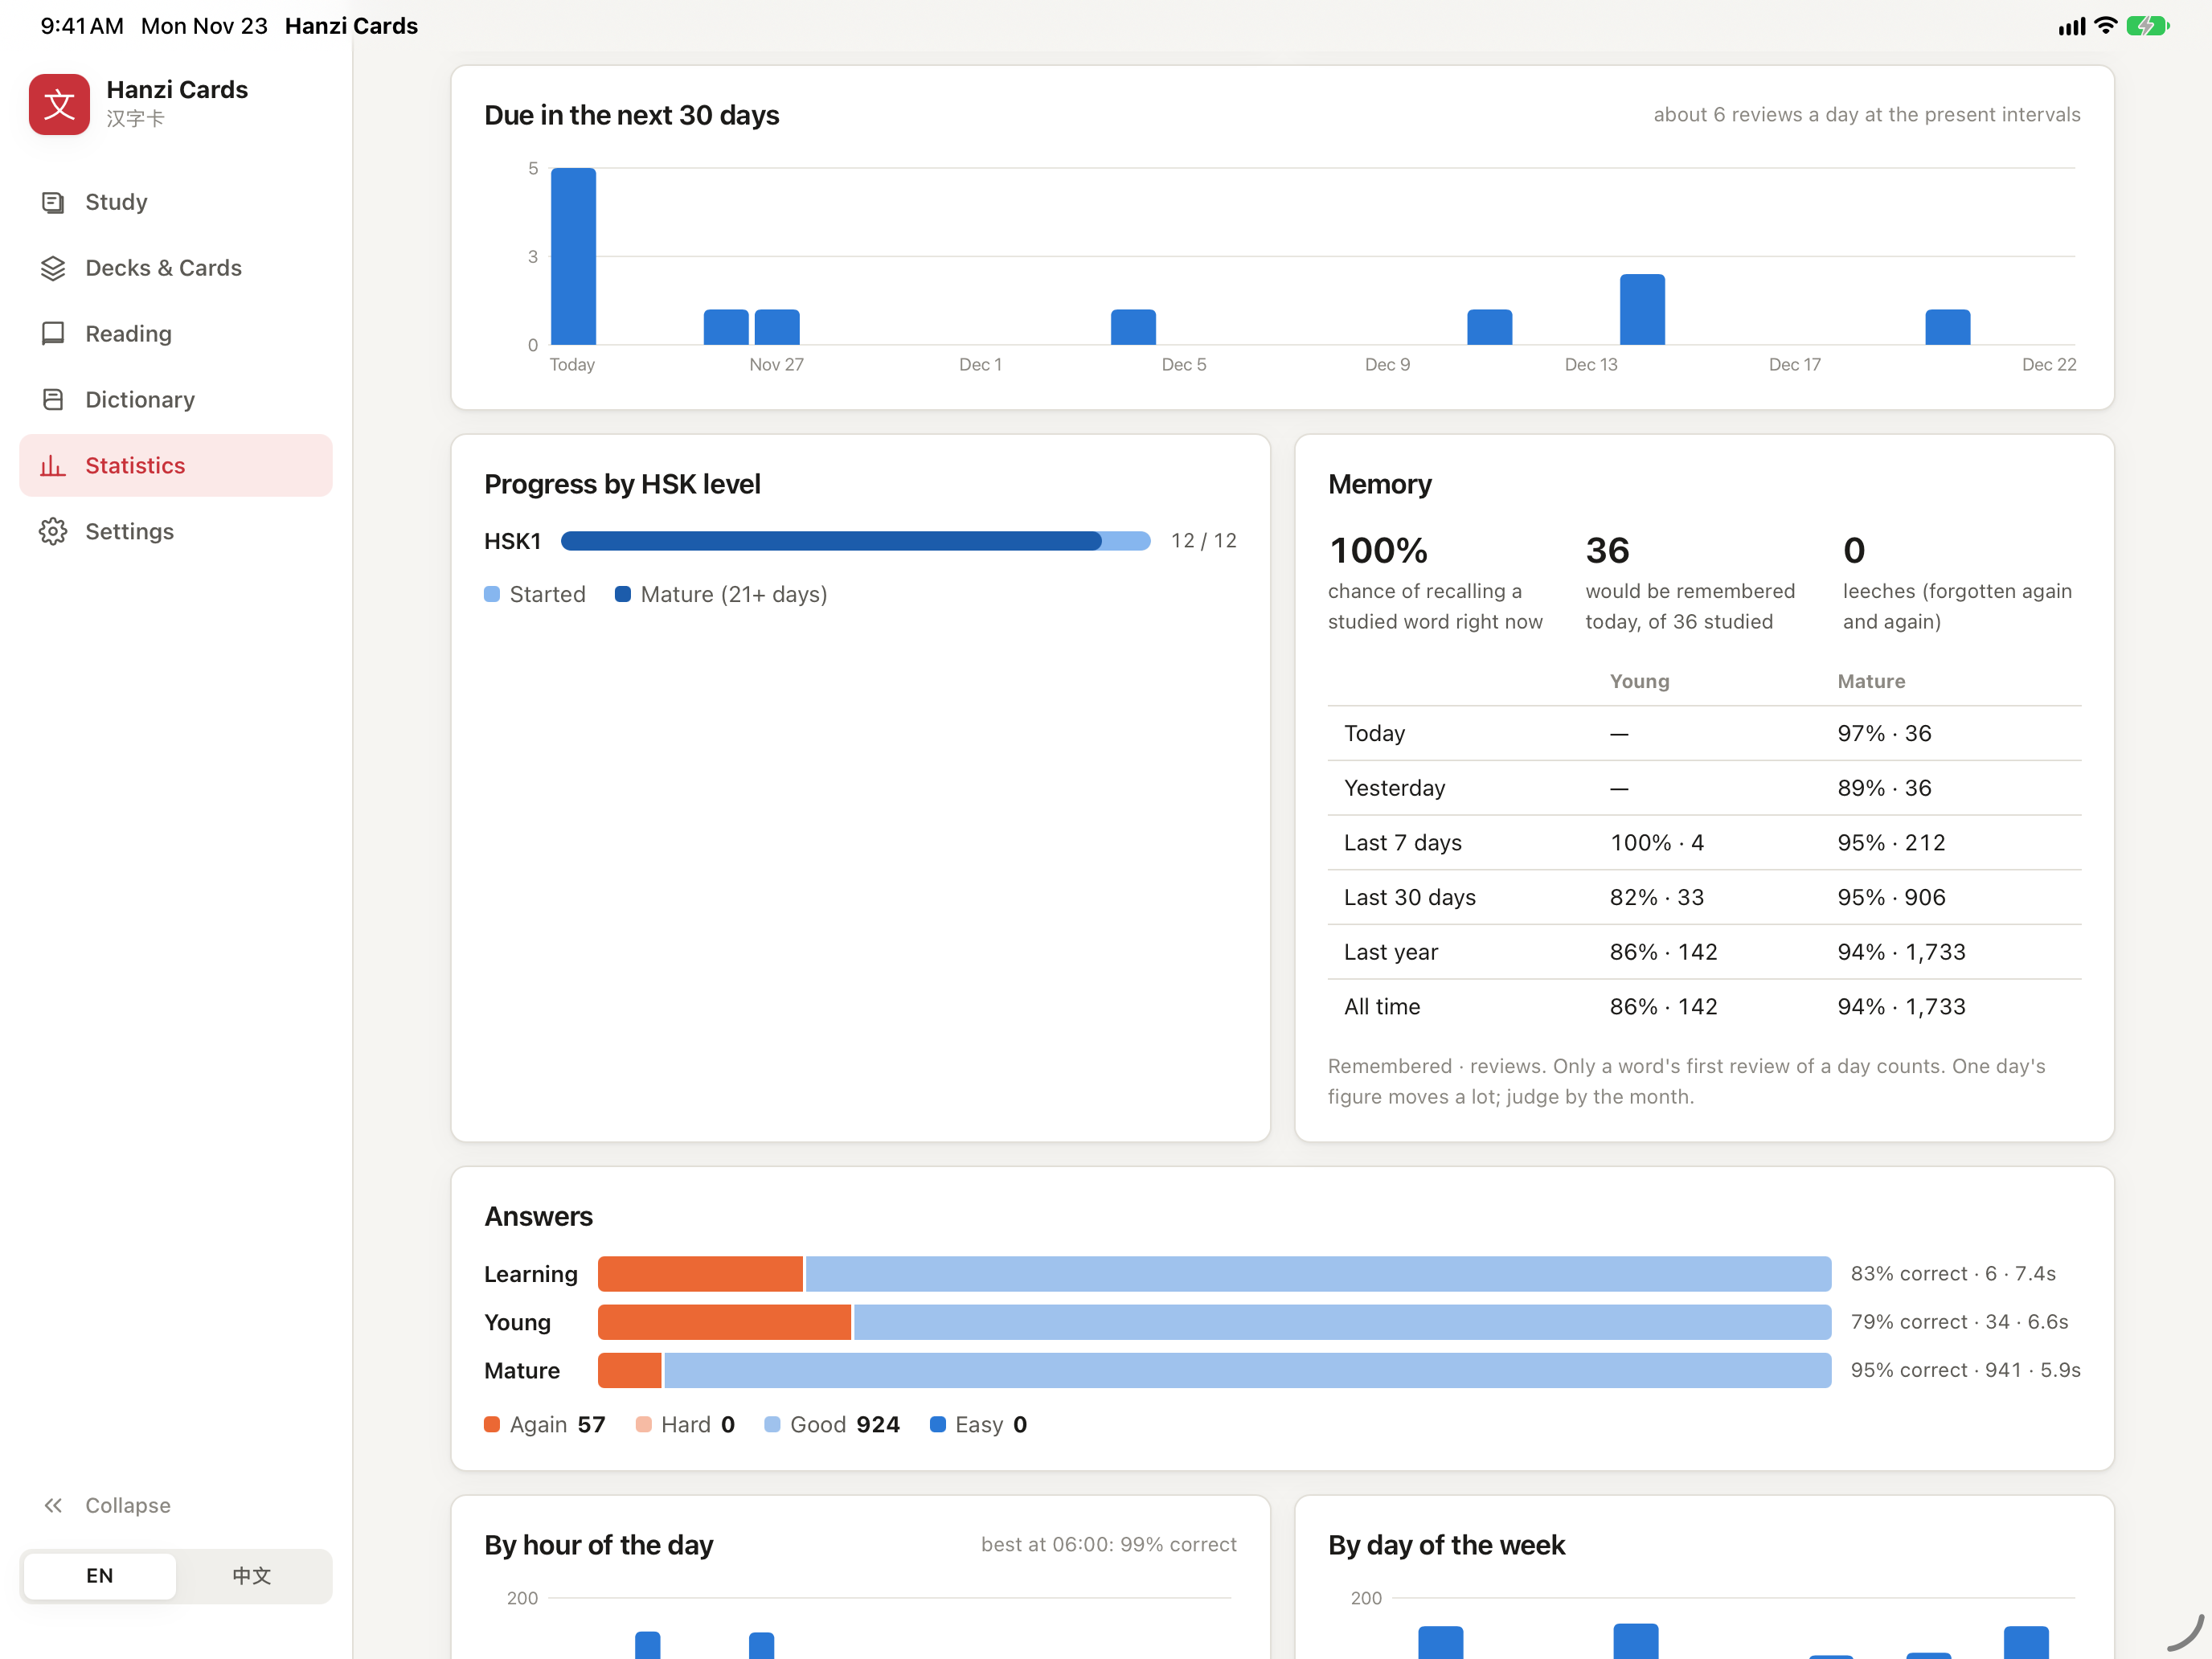 9:41 AM Mon Nov 23 Hanzi Cards
文
Hanzi Cards
汉字卡
Study
Decks & Cards
Reading
Dictionary
Statistics
Settings
Collapse
EN 中文
Due in the next 30 days
about 6 reviews a day at the present intervals
5
3
0
Today Nov 27 Dec 1 Dec 5 Dec 9 Dec 13 Dec 17 Dec 22
Progress by HSK level
HSK1 12 / 12
Started Mature (21+ days)
Memory
100%
chance of recalling a
studied word right now
36
would be remembered
today, of 36 studied
0
leeches (forgotten again
and again)
Young Mature
Today — 97% · 36
Yesterday — 89% · 36
Last 7 days 100% · 4 95% · 212
Last 30 days 82% · 33 95% · 906
Last year 86% · 142 94% · 1,733
All time 86% · 142 94% · 1,733
Remembered · reviews. Only a word's first review of a day counts. One day's
figure moves a lot; judge by the month.
Answers
Learning 83% correct · 6 · 7.4s
Young 79% correct · 34 · 6.6s
Mature 95% correct · 941 · 5.9s
Again 57 Hard 0 Good 924 Easy 0
By hour of the day
best at 06:00: 99% correct
200
By day of the week
200